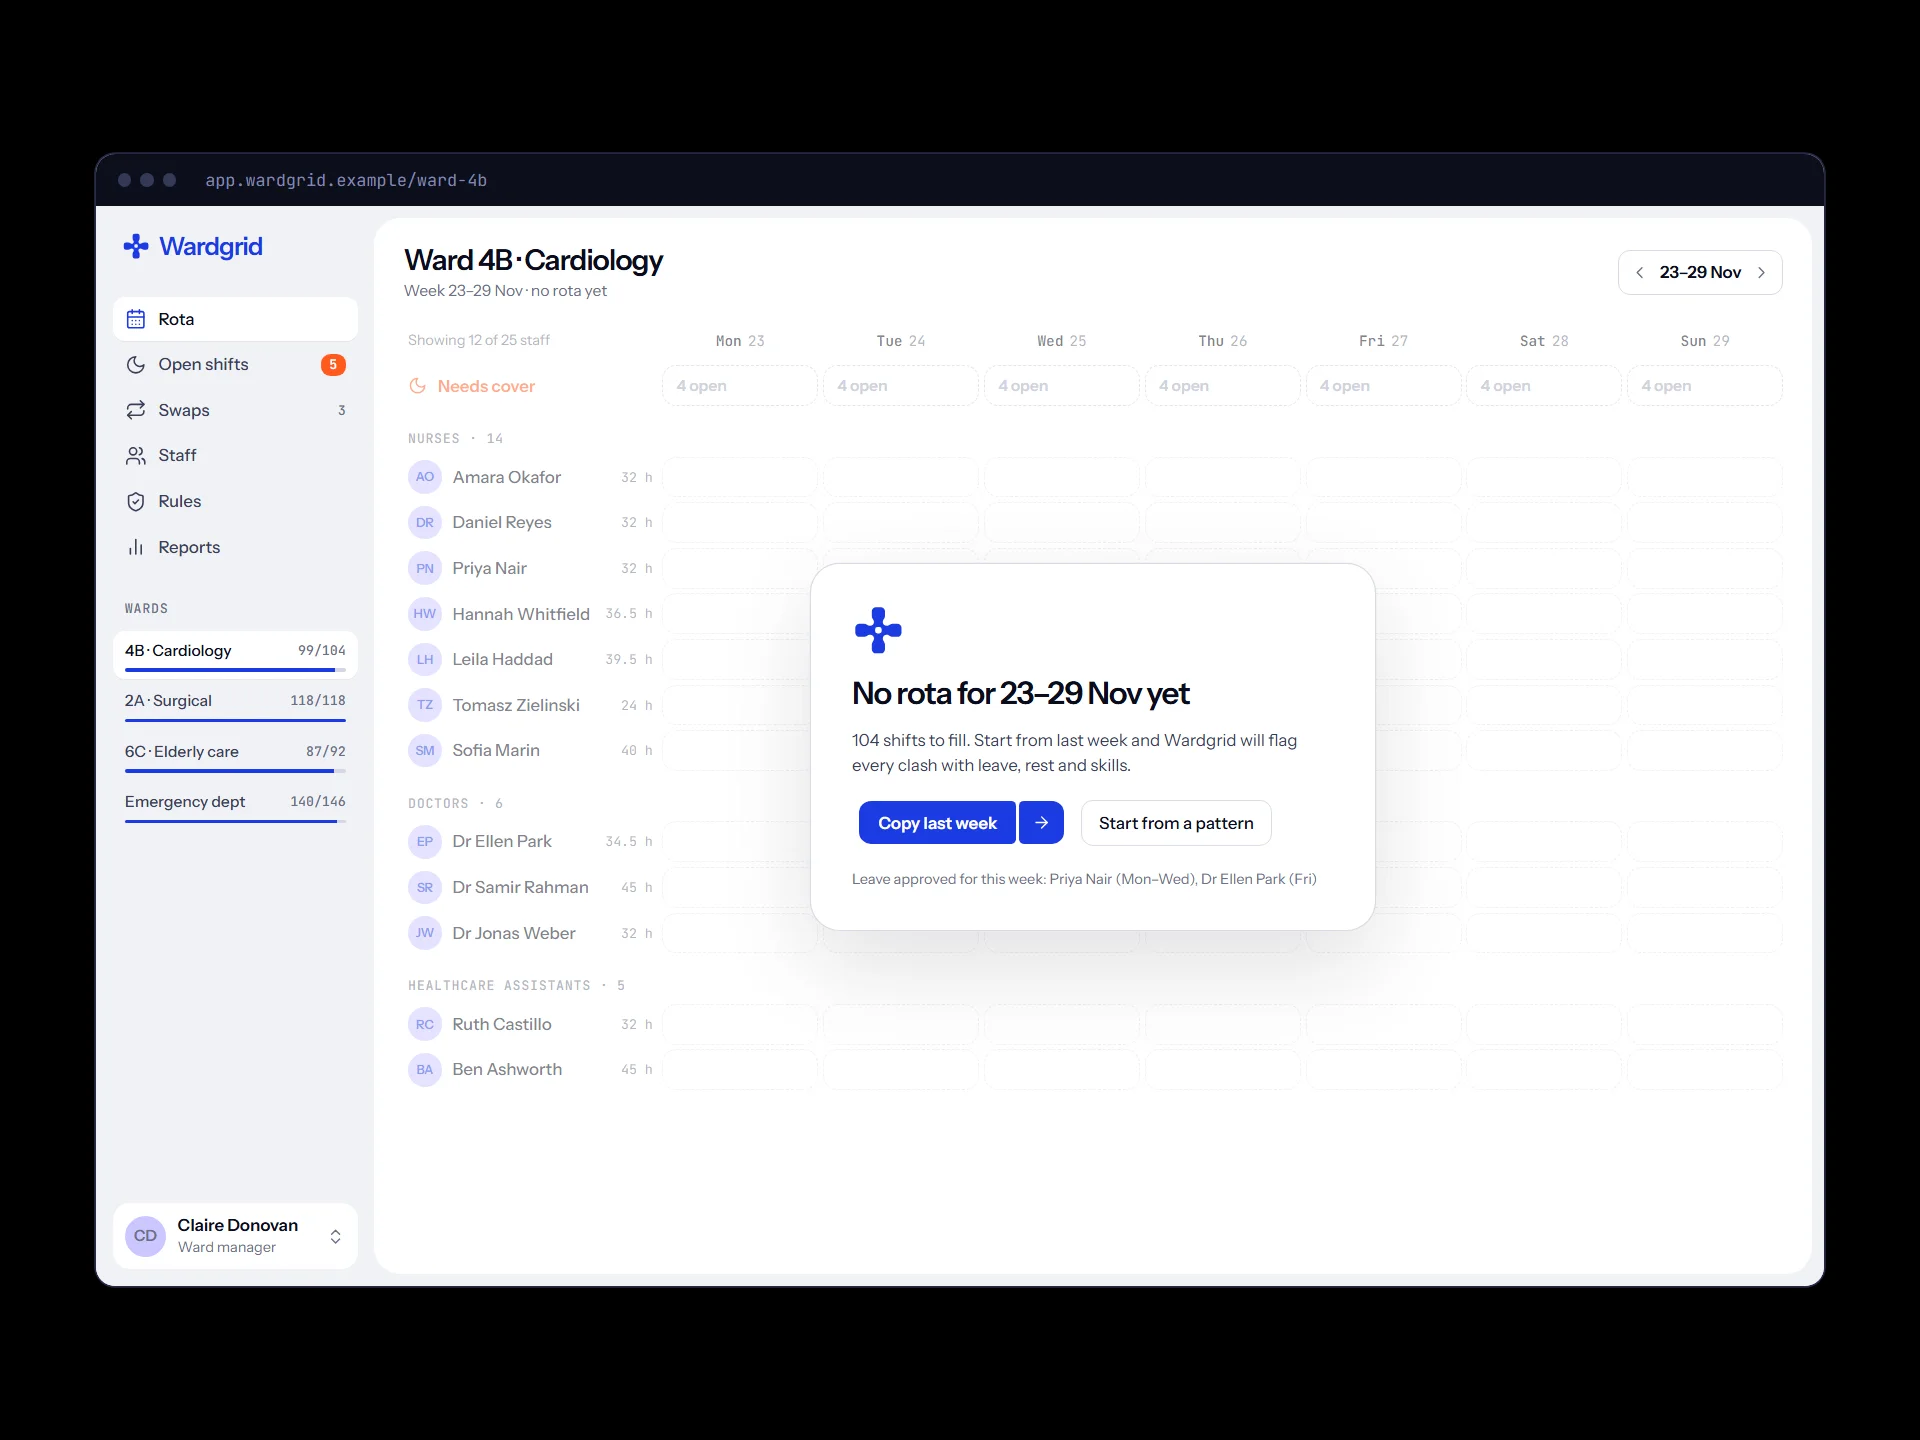 app.wardgrid.example/ward-4b
Wardgrid
Rota
Open shifts 5
Swaps 3
Staff
Rules
Reports
WARDS
4B · Cardiology 99/104
2A · Surgical 118/118
6C · Elderly care 87/92
Emergency dept 140/146
CD
Claire Donovan
Ward manager
Ward 4B · Cardiology
Week 23–29 Nov · no rota yet
23–29 Nov
Showing 12 of 25 staff Mon 23 Tue 24 Wed 25 Thu 26 Fri 27 Sat 28 Sun 29
Needs cover 4 open 4 open 4 open 4 open 4 open 4 open 4 open
NURSES · 14
AO Amara Okafor 32 h
DR Daniel Reyes 32 h
PN Priya Nair 32 h
HW Hannah Whitfield 36.5 h
LH Leila Haddad 39.5 h
TZ Tomasz Zielinski 24 h
SM Sofia Marin 40 h
DOCTORS · 6
EP Dr Ellen Park 34.5 h
SR Dr Samir Rahman 45 h
JW Dr Jonas Weber 32 h
HEALTHCARE ASSISTANTS · 5
RC Ruth Castillo 32 h
BA Ben Ashworth 45 h
No rota for 23–29 Nov yet
104 shifts to fill. Start from last week and Wardgrid will flag
every clash with leave, rest and skills.
Copy last week
Start from a pattern
Leave approved for this week: Priya Nair (Mon–Wed), Dr Ellen Park (Fri)